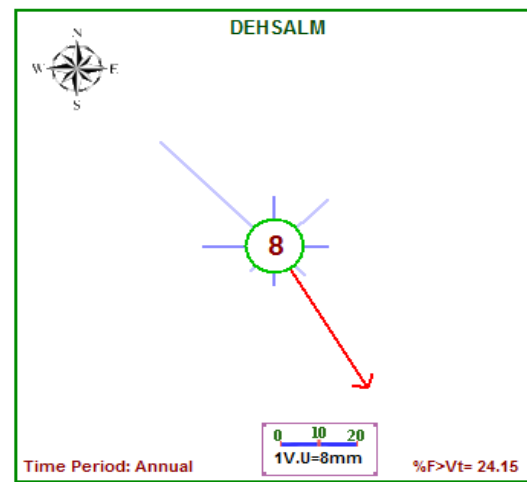 DEHSALM
N
W E
S
8
0 10 20
1V.U=8mm
Time Period: Annual
%F>Vt= 24.15